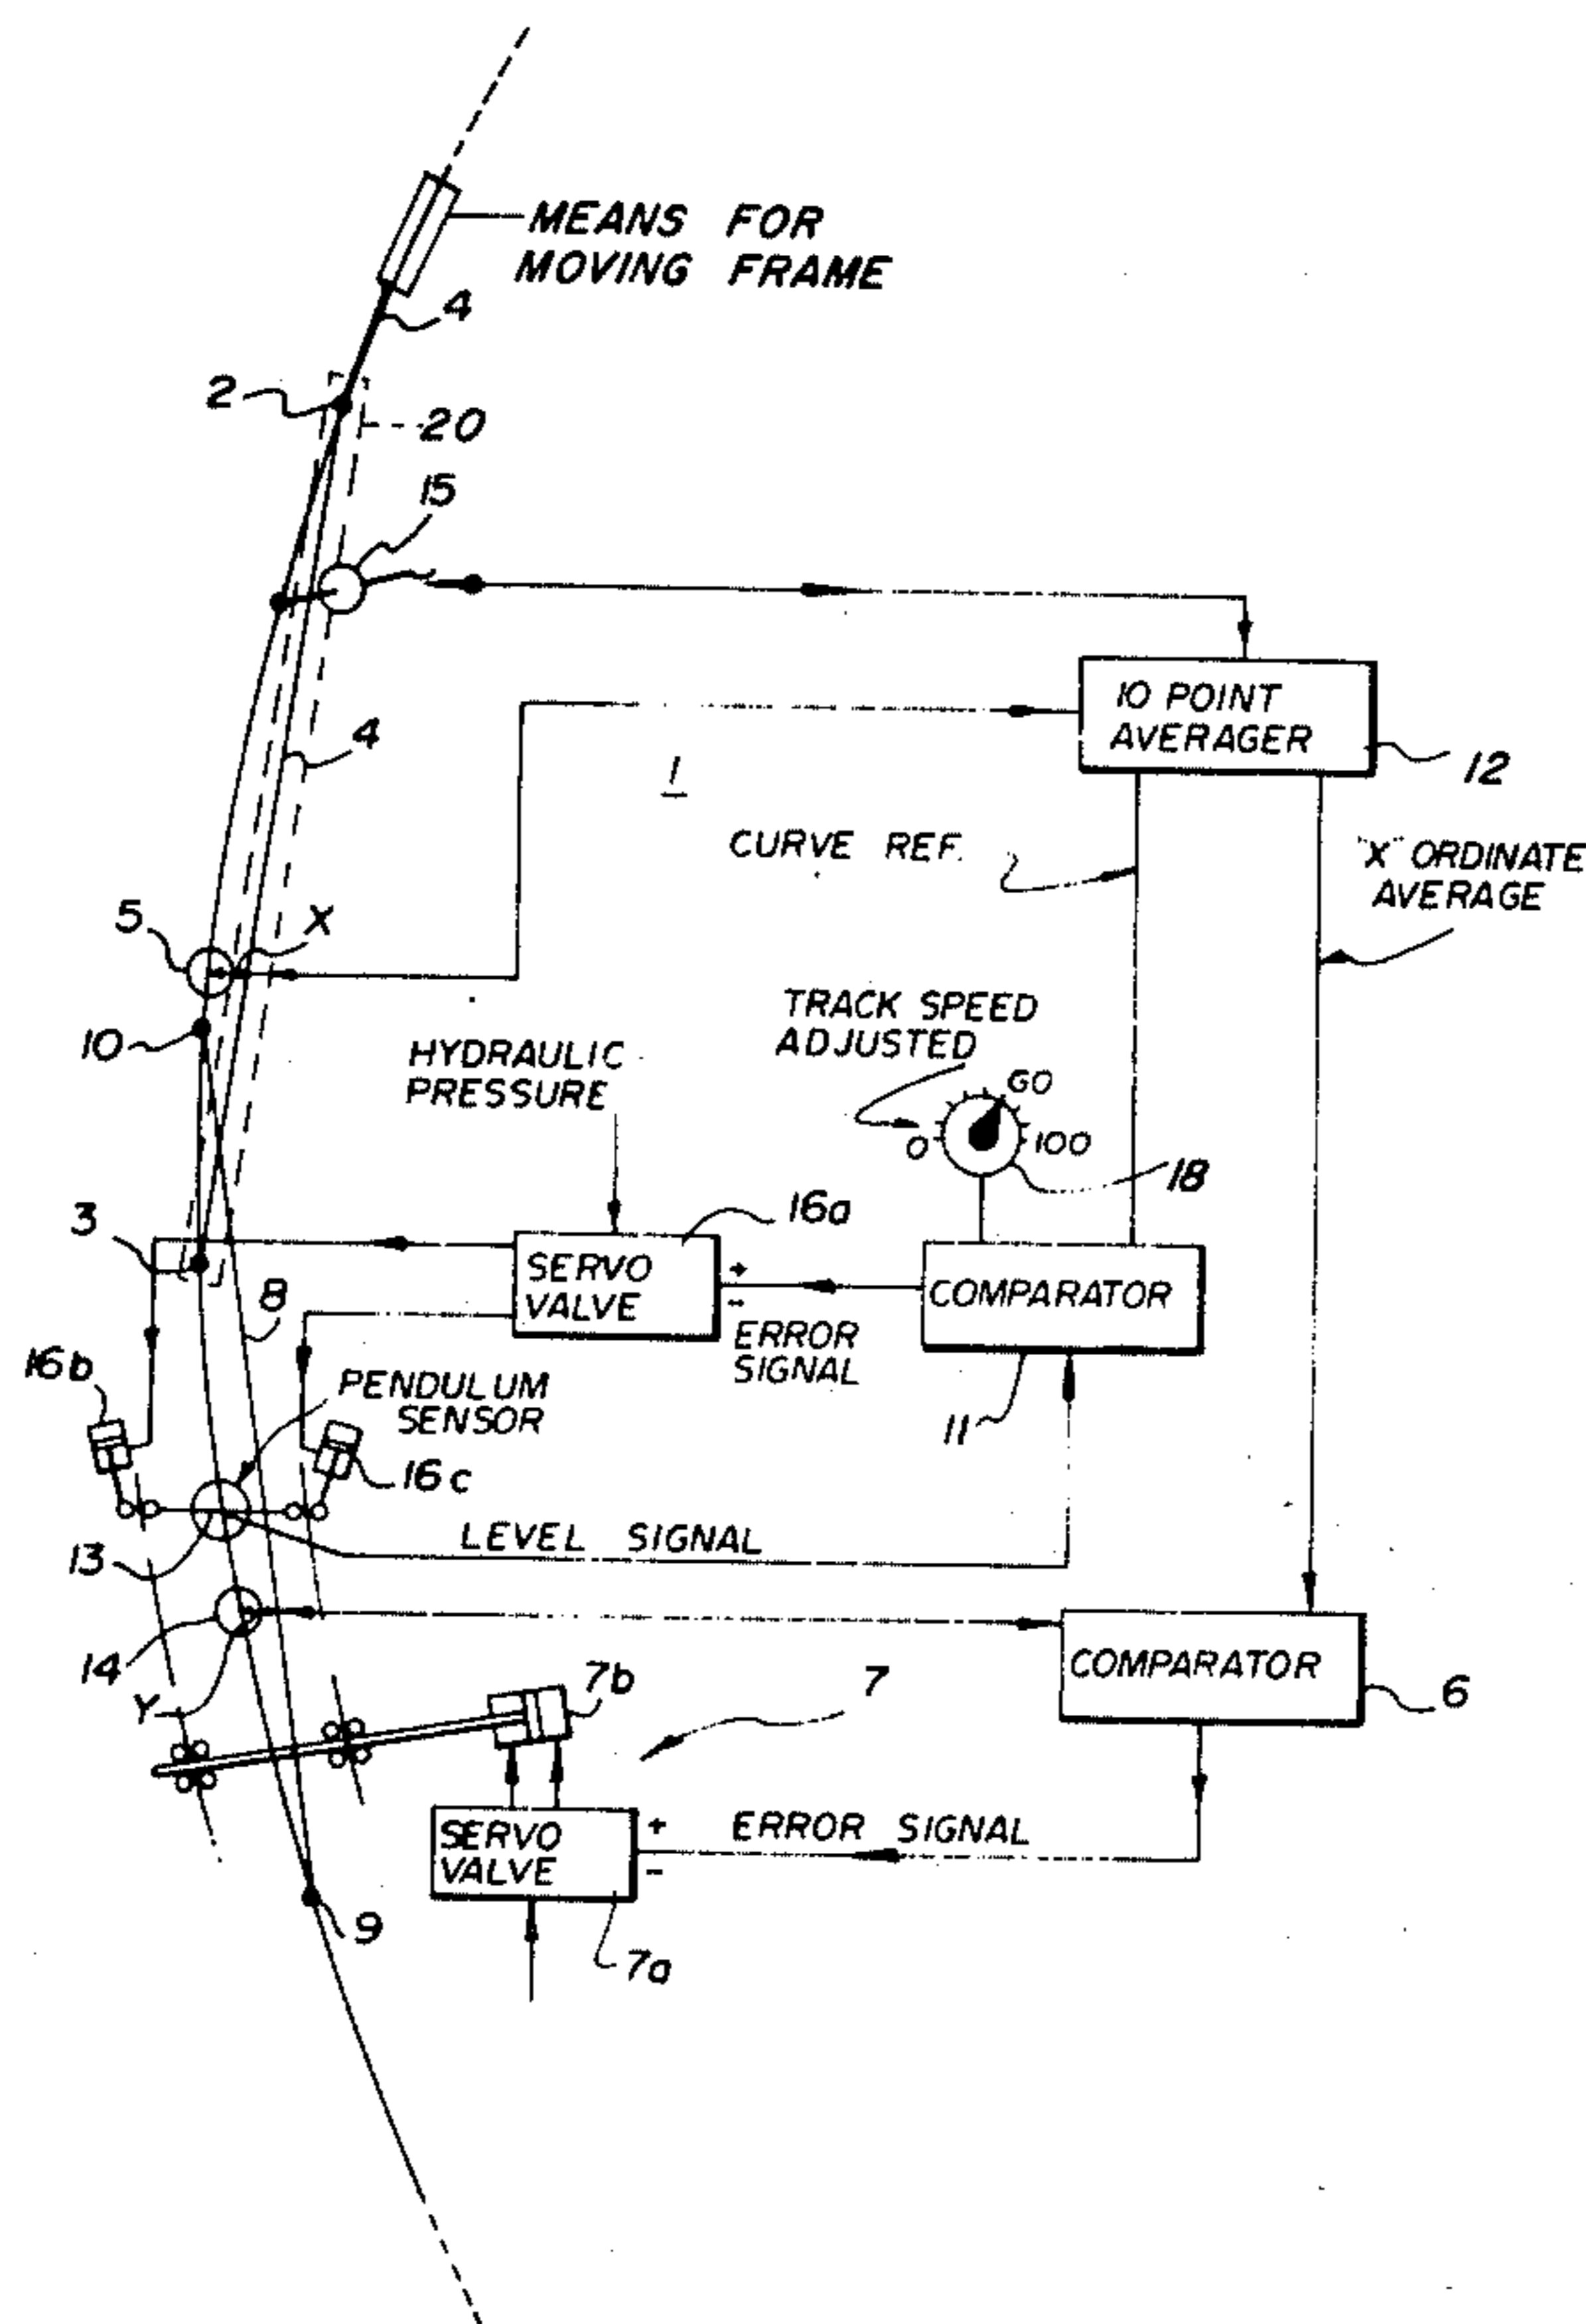 MEANS FOR
MOVING FRAME
4
2
20
15
10 POINT
AVERAGER
12
4
1
CURVE REF.
"X" ORDINATE
AVERAGE
5
X
10
TRACK SPEED
ADJUSTED
HYDRAULIC
PRESSURE
60
0
100
18
3
16a
SERVO
VALVE
+
-
COMPARATOR
ERROR
SIGNAL
8
16b
PENDULUM
SENSOR
11
16c
LEVEL SIGNAL
13
14
Y
COMPARATOR
6
7b
7
SERVO
VALVE
+
-
ERROR SIGNAL
9
7a